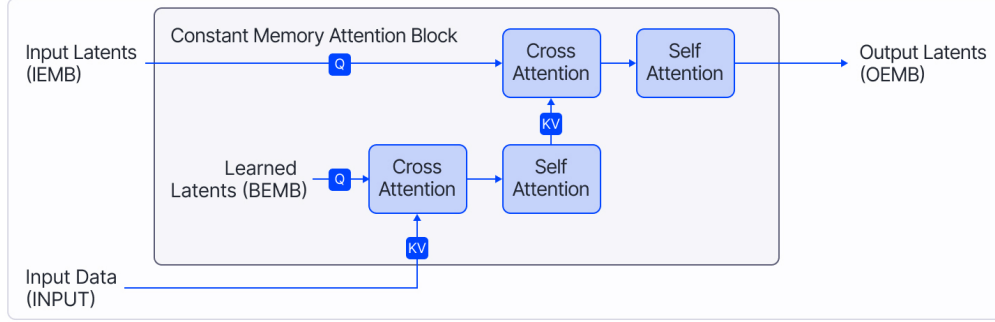 Constant Memory Attention Block
Input Latents
(IEMB)
Q
Cross
Attention
Self
Attention
Output Latents
(OEMB)
KV
Learned
Latents (BEMB)
Q
Cross
Attention
Self
Attention
KV
Input Data
(INPUT)